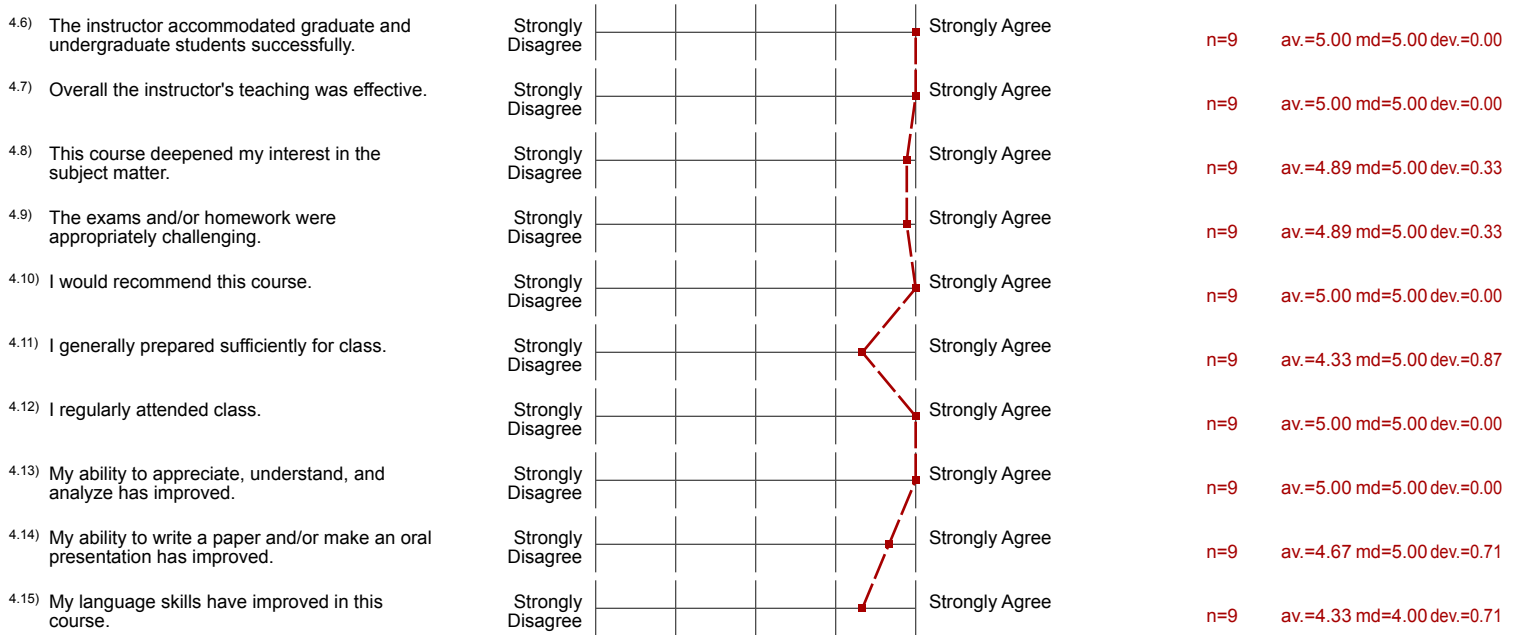 4.6) The instructor accommodated graduate and
undergraduate students successfully.
Strongly
Disagree
Strongly Agree
n=9 av.=5.00 md=5.00 dev.=0.00
4.7) Overall the instructor's teaching was effective.
Strongly
Disagree
Strongly Agree
n=9 av.=5.00 md=5.00 dev.=0.00
4.8) This course deepened my interest in the
subject matter.
Strongly
Disagree
Strongly Agree
n=9 av.=4.89 md=5.00 dev.=0.33
4.9) The exams and/or homework were
appropriately challenging.
Strongly
Disagree
Strongly Agree
n=9 av.=4.89 md=5.00 dev.=0.33
4.10) I would recommend this course.
Strongly
Disagree
Strongly Agree
n=9 av.=5.00 md=5.00 dev.=0.00
4.11) I generally prepared sufficiently for class.
Strongly
Disagree
Strongly Agree
n=9 av.=4.33 md=5.00 dev.=0.87
4.12) I regularly attended class.
Strongly
Disagree
Strongly Agree
n=9 av.=5.00 md=5.00 dev.=0.00
4.13) My ability to appreciate, understand, and
analyze has improved.
Strongly
Disagree
Strongly Agree
n=9 av.=5.00 md=5.00 dev.=0.00
4.14) My ability to write a paper and/or make an oral
presentation has improved.
Strongly
Disagree
Strongly Agree
n=9 av.=4.67 md=5.00 dev.=0.71
4.15) My language skills have improved in this
course.
Strongly
Disagree
Strongly Agree
n=9 av.=4.33 md=4.00 dev.=0.71